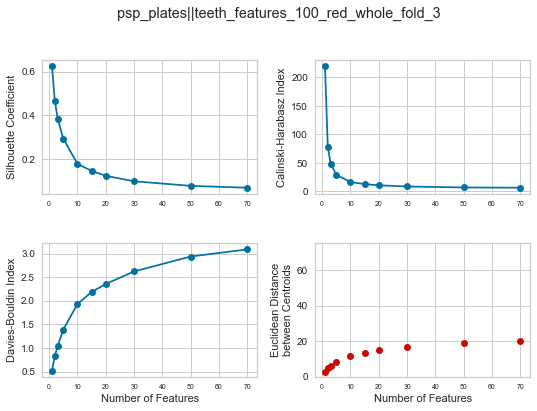 psp_plates||teeth_features_100_red_whole_fold_3
Silhouette Coefficient
0.6
0.4
0.2
0 10 20 30 40 50 60 70
Calinski-Harabasz Index
200
150
100
50
0
0 10 20 30 40 50 60 70
Davies-Bouldin Index
3.0
2.5
2.0
1.5
1.0
0.5
0 10 20 30 40 50 60 70
Number of Features
Euclidean Distance
between Centroids
60
40
20
0
0 10 20 30 40 50 60 70
Number of Features